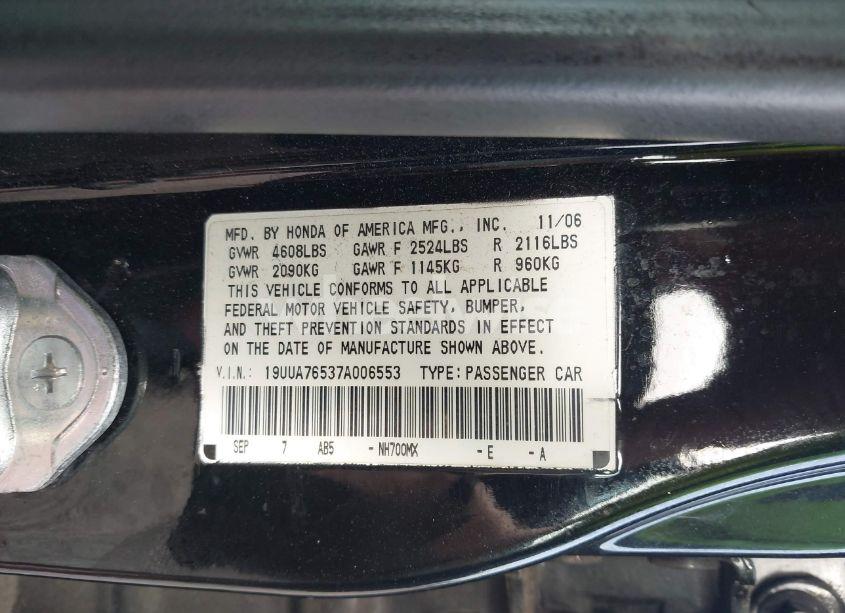 MFD. BY HONDA OF AMERICA MFG., INC. 11/06
GVWR 4608LBS GAWR F 2524LBS R 2116LBS
GVWR 2090KG GAWR F 1145KG R 960KG
THIS VEHICLE CONFORMS TO ALL APPLICABLE
FEDERAL MOTOR VEHICLE SAFETY, BUMPER,
AND THEFT PREVENTION STANDARDS IN EFFECT
ON THE DATE OF MANUFACTURE SHOWN ABOVE.
V.I.N.: 19UUA76537A006553 TYPE: PASSENGER CAR
SEP 7 AB5 -NH700MX -E -A